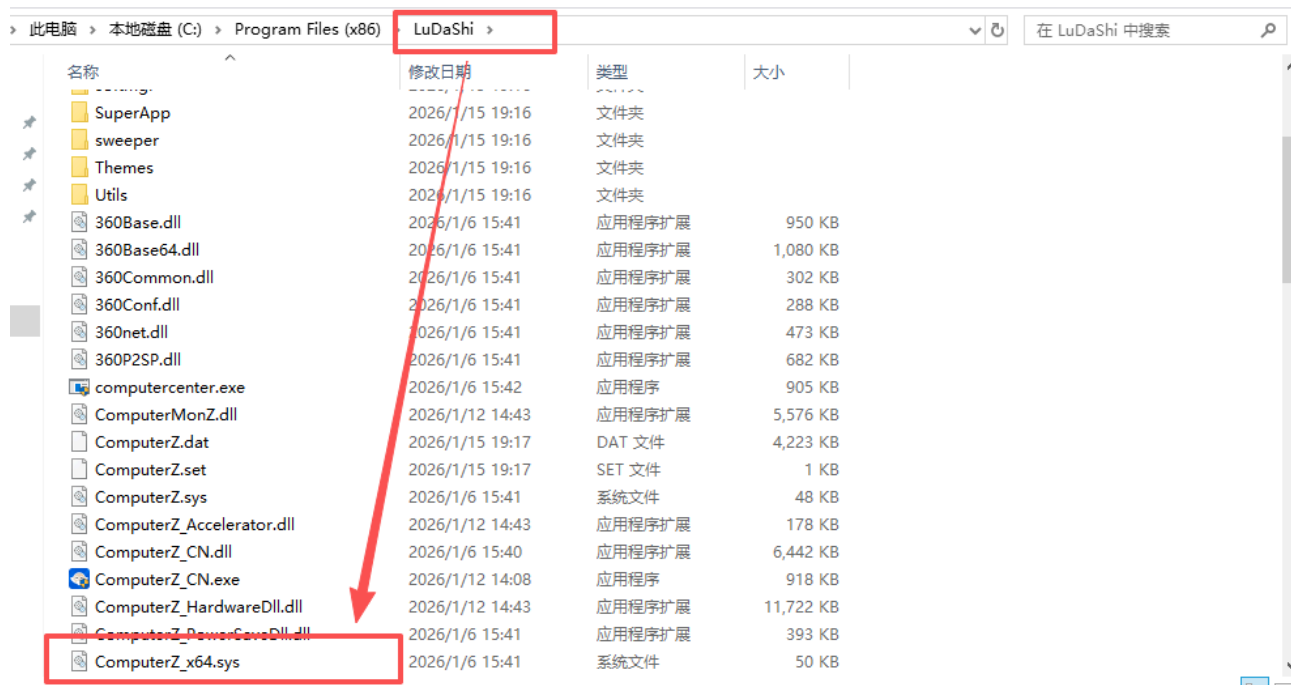 此电脑 > 本地磁盘 (C:) > Program Files (x86) > LuDaShi > 在 LuDaShi 中搜索
名称 修改日期 类型 大小
SuperApp 2026/1/15 19:16 文件夹
sweeper 2026/1/15 19:16 文件夹
Themes 2026/1/15 19:16 文件夹
Utils 2026/1/15 19:16 文件夹
360Base.dll 2026/1/6 15:41 应用程序扩展 950 KB
360Base64.dll 2026/1/6 15:41 应用程序扩展 1,080 KB
360Common.dll 2026/1/6 15:41 应用程序扩展 302 KB
360Conf.dll 2026/1/6 15:41 应用程序扩展 288 KB
360net.dll 2026/1/6 15:41 应用程序扩展 473 KB
360P2SP.dll 2026/1/6 15:41 应用程序扩展 682 KB
computercenter.exe 2026/1/6 15:42 应用程序 905 KB
ComputerMonZ.dll 2026/1/12 14:43 应用程序扩展 5,576 KB
ComputerZ.dat 2026/1/15 19:17 DAT 文件 4,223 KB
ComputerZ.set 2026/1/15 19:17 SET 文件 1 KB
ComputerZ.sys 2026/1/6 15:41 系统文件 48 KB
ComputerZ_Accelerator.dll 2026/1/12 14:43 应用程序扩展 178 KB
ComputerZ_CN.dll 2026/1/6 15:40 应用程序扩展 6,442 KB
ComputerZ_CN.exe 2026/1/12 14:08 应用程序 918 KB
ComputerZ_HardwareDll.dll 2026/1/12 14:43 应用程序扩展 11,722 KB
ComputerZ_PowerSaveDll.dll 2026/1/6 15:41 应用程序扩展 393 KB
ComputerZ_x64.sys 2026/1/6 15:41 系统文件 50 KB